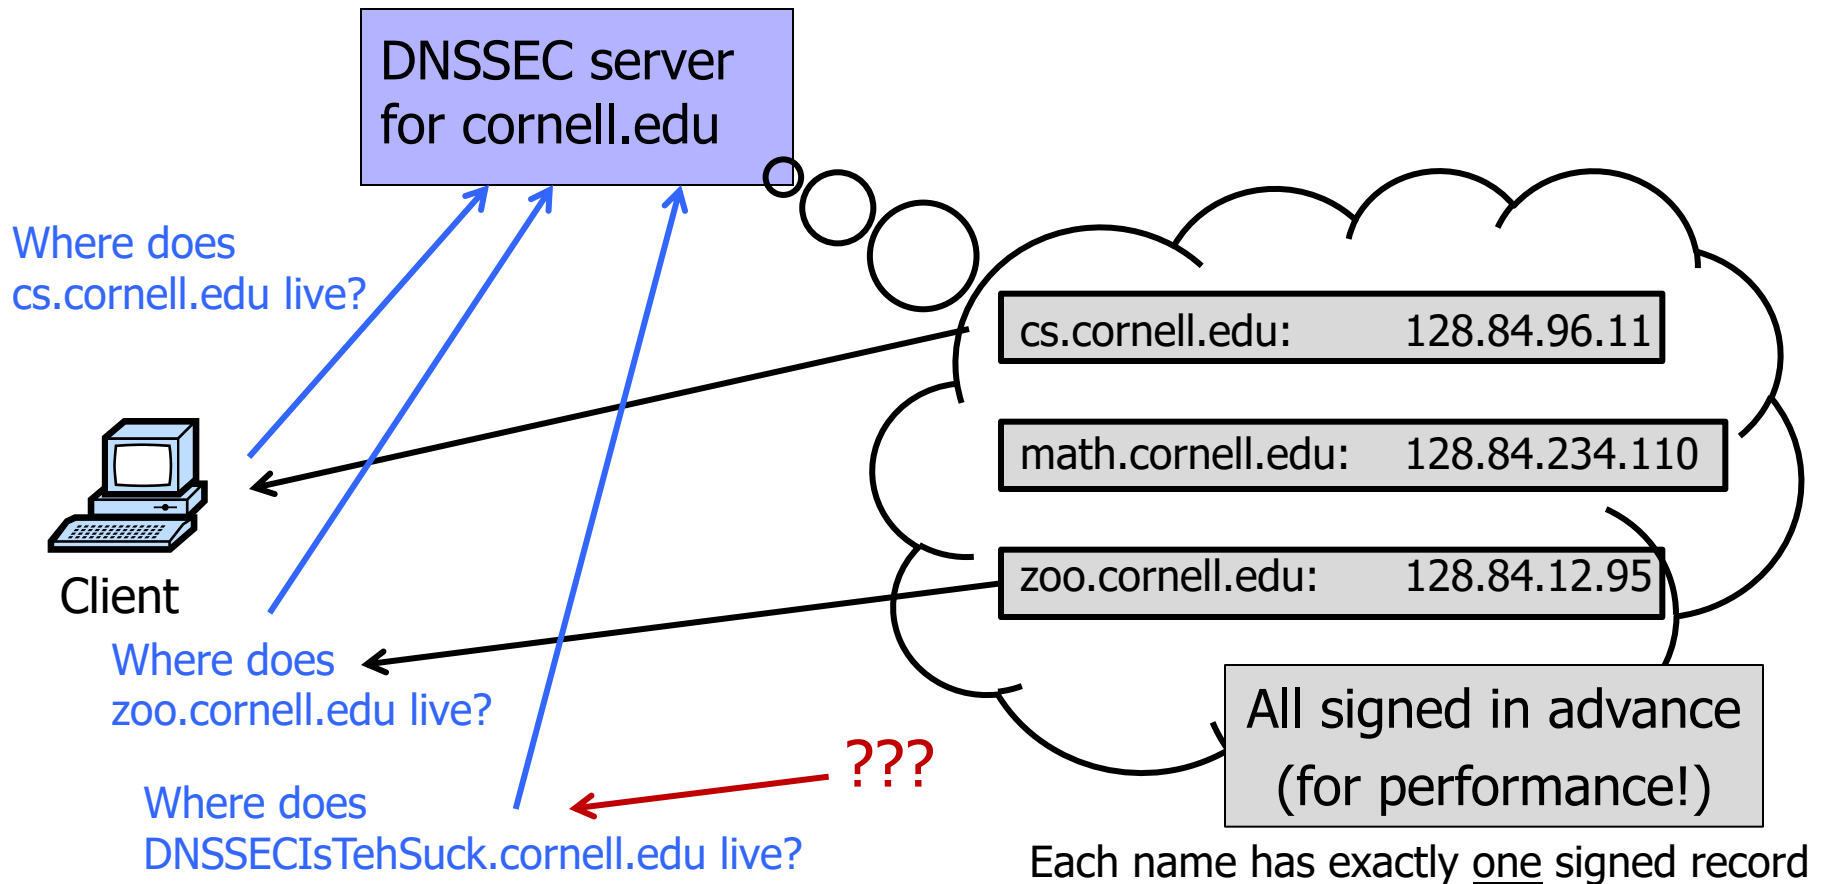 DNSSEC server
for cornell.edu
Where does
cs.cornell.edu live?
cs.cornell.edu: 128.84.96.11
math.cornell.edu: 128.84.234.110
zoo.cornell.edu: 128.84.12.95
Client
Where does
zoo.cornell.edu live?
All signed in advance
(for performance!)
???
Where does
DNSSECIsTehSuck.cornell.edu live?
Each name has exactly one signed record